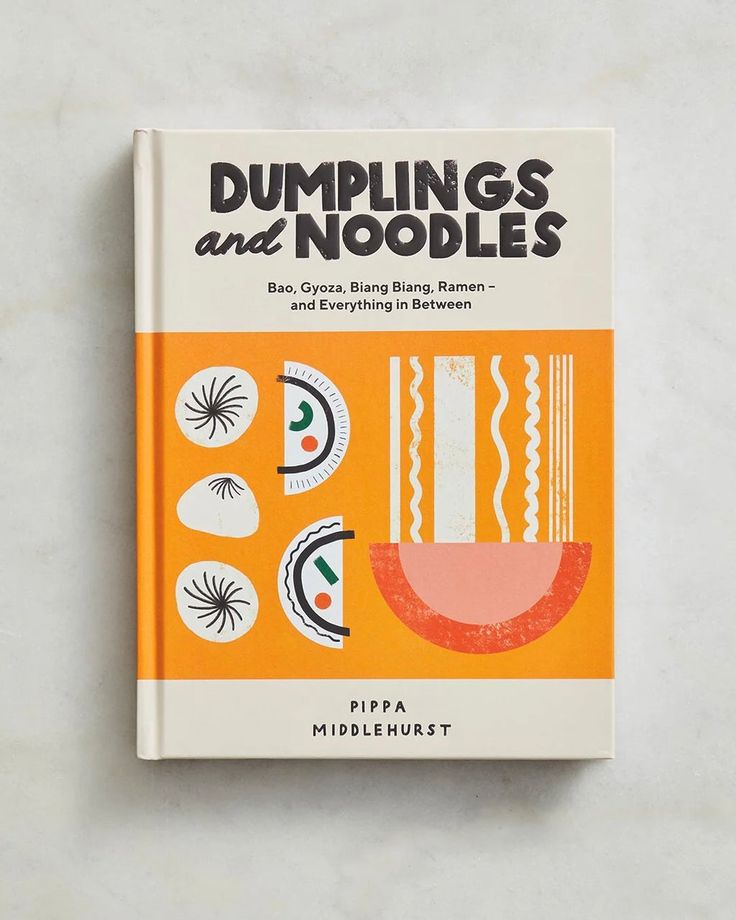 DUMPLINGS
and NOODLES
Bao, Gyoza, Biang Biang, Ramen –
and Everything in Between
PIPPA
MIDDLEHURST